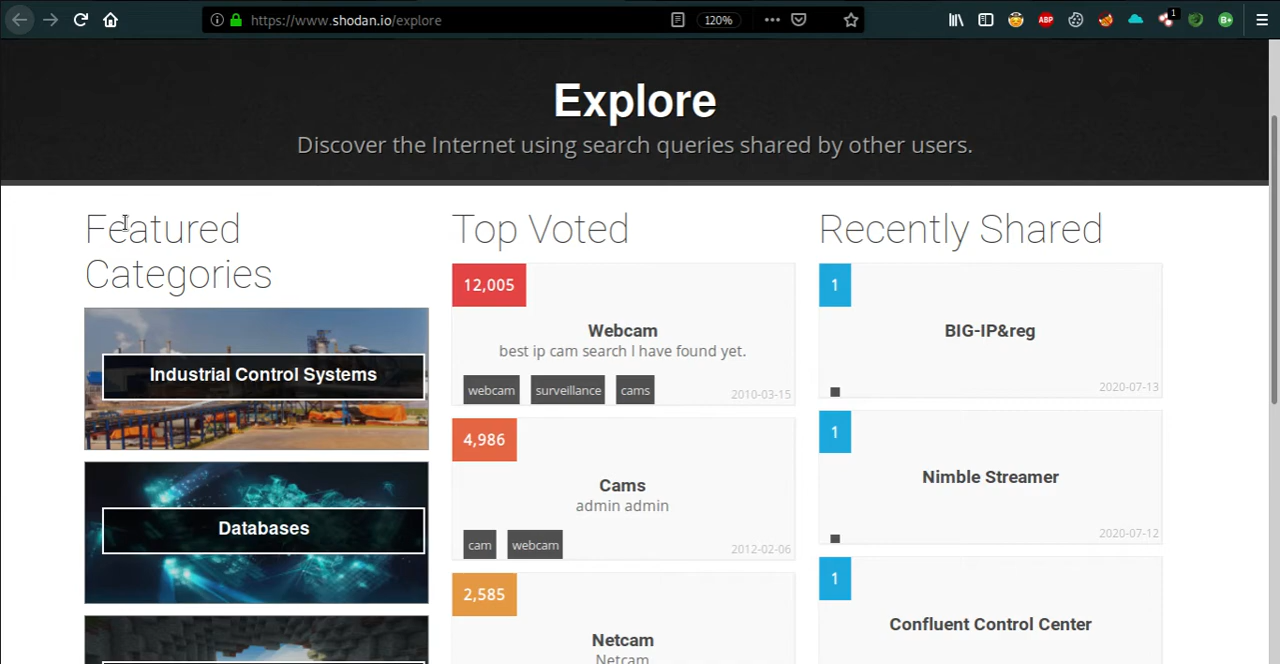 https://www.shodan.io/explore
120%
ABP
1
B+
Explore
Discover the Internet using search queries shared by other users.
Featured
Categories
Industrial Control Systems
Databases
Top Voted
12,005
Webcam
best ip cam search I have found yet.
webcam surveillance cams
2010-03-15
4,986
Cams
admin admin
cam webcam
2012-02-06
2,585
Netcam
Netcam
Recently Shared
1
BIG-IP&reg
2020-07-13
1
Nimble Streamer
2020-07-12
1
Confluent Control Center